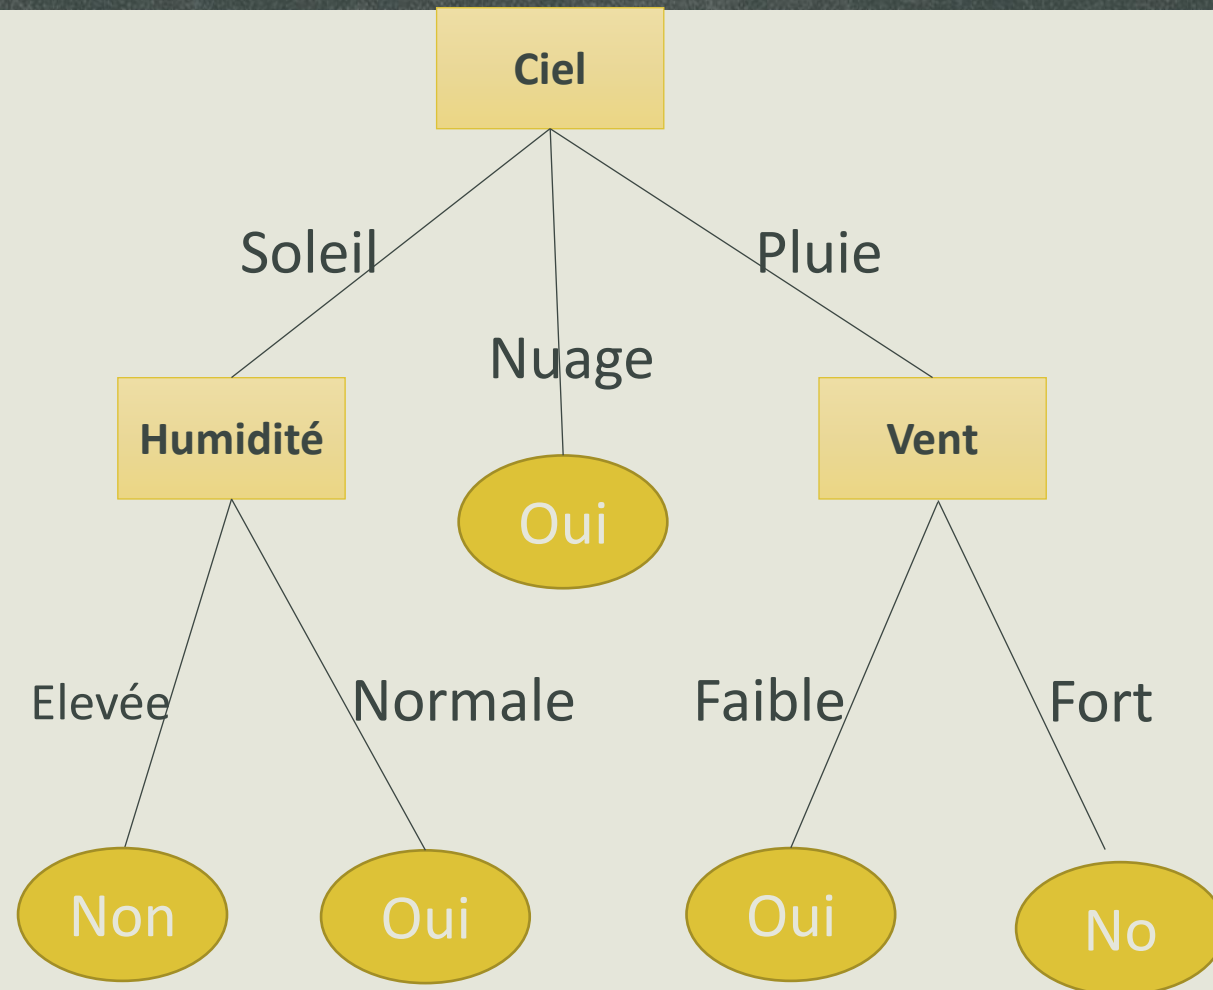 Ciel
Soleil
Pluie
Nuage
Humidité
Vent
Oui
Elevée
Normale
Faible
Fort
Non
Oui
Oui
No